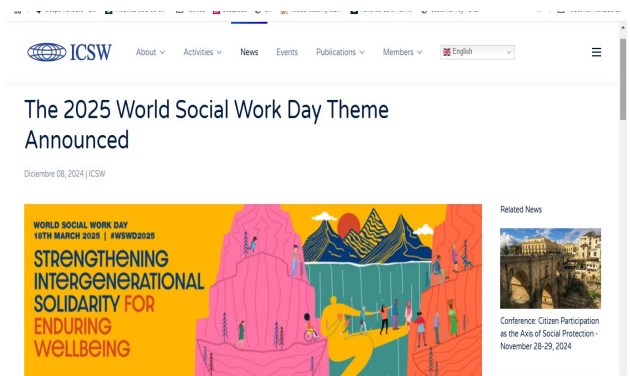 ICSW
About
Activities
News
Events
Publications
Members
English
The 2025 World Social Work Day Theme
Announced
Diciembre 08, 2024 | ICSW
WORLD SOCIAL WORK DAY
18TH MARCH 2025 | #WSWD2025
STRENGTHENING
INTERGENERATIONAL
SOLIDARITY FOR
ENDURING
WELLBEING
Related News
Conference: Citizen Participation
as the Axis of Social Protection -
November 28-29, 2024